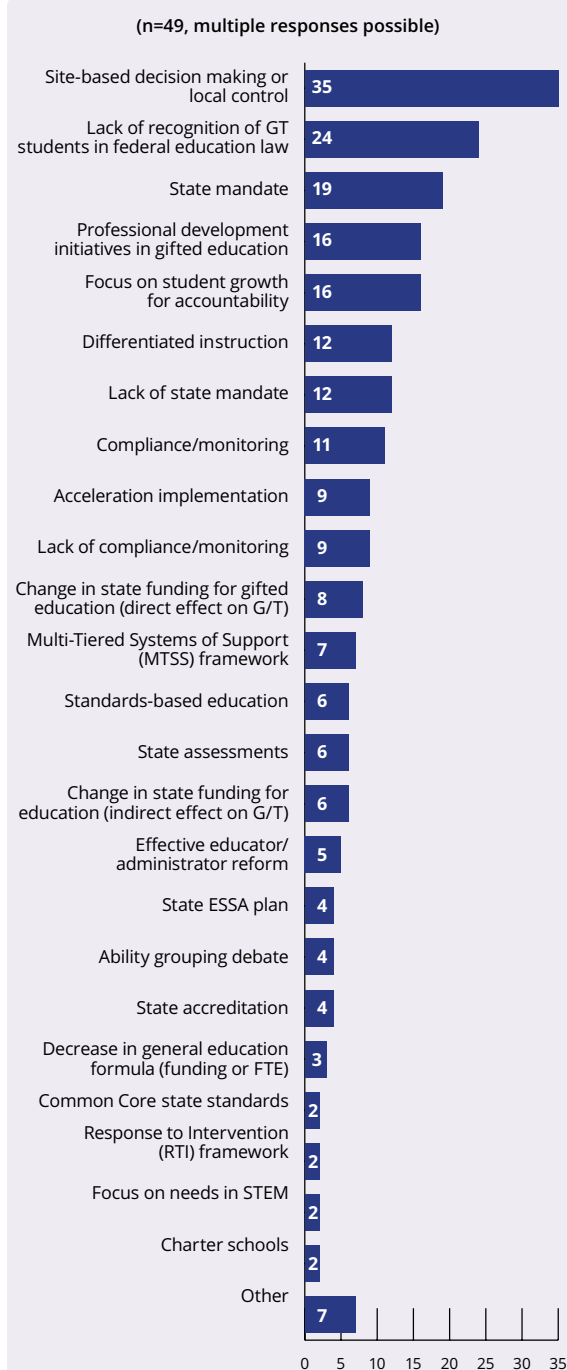 (n=49, multiple responses possible)
Site-based decision making or
local control
35
Lack of recognition of GT
students in federal education law
24
State mandate
19
Professional development
initiatives in gifted education
16
Focus on student growth
for accountability
16
Differentiated instruction
12
Lack of state mandate
12
Compliance/monitoring
11
Acceleration implementation
9
Lack of compliance/monitoring
9
Change in state funding for gifted
education (direct effect on G/T)
8
Multi-Tiered Systems of Support
(MTSS) framework
7
Standards-based education
6
State assessments
6
Change in state funding for
education (indirect effect on G/T)
6
Effective educator/
administrator reform
5
State ESSA plan
4
Ability grouping debate
4
State accreditation
4
Decrease in general education
formula (funding or FTE)
3
Common Core state standards
2
Response to Intervention
(RTI) framework
2
Focus on needs in STEM
2
Charter schools
2
Other
7
0 5 10 15 20 25 30 35